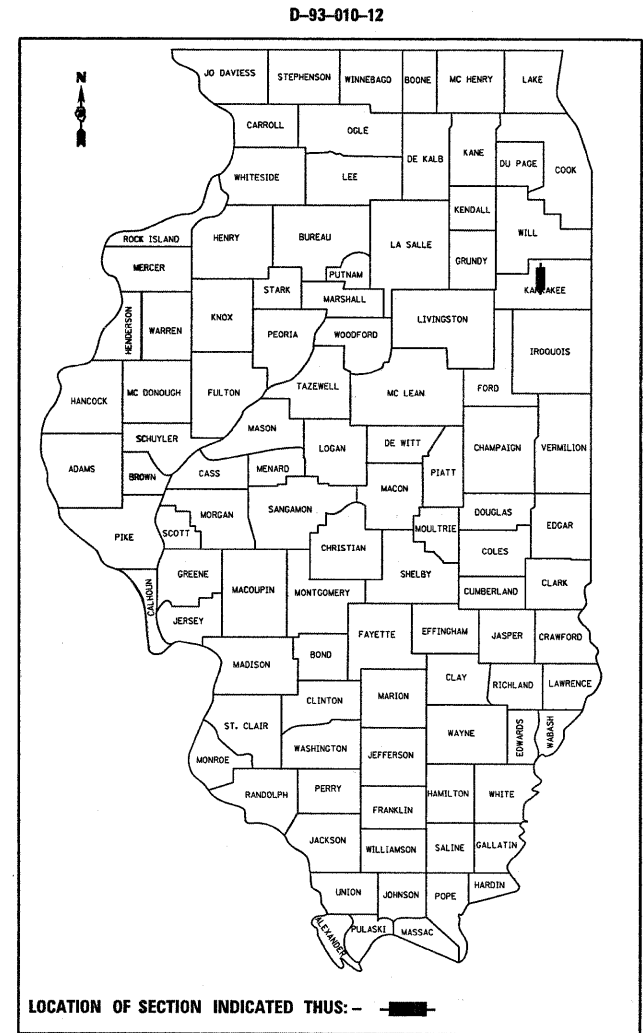 D-93-010-12
JO DAVIESS STEPHENSON WINNEBAGO BOONE MC HENRY LAKE
N
CARROLL OGLE
DE KALB KANE DU PAGE COOK
WHITESIDE LEE
KENDALL
ROCK ISLAND HENRY BUREAU LA SALLE WILL
MERCER PUTNAM GRUNDY
STARK MARSHALL KANKAKEE
HENDERSON WARREN KNOX PEORIA WOODFORD LIVINGSTON
IROQUOIS
HANCOCK MC DONOUGH FULTON TAZEWELL MC LEAN FORD
SCHUYLER MASON
LOGAN DE WITT CHAMPAIGN VERMILION
ADAMS BROWN CASS MENARD MACON PIATT
MORGAN SANGAMON DOUGLAS
PIKE SCOTT CHRISTIAN MOULTRIE EDGAR
COLES
CALHOUN GREENE MACOUPIN MONTGOMERY SHELBY CUMBERLAND CLARK
JERSEY
FAYETTE EFFINGHAM JASPER CRAWFORD
MADISON BOND
CLINTON MARION CLAY RICHLAND LAWRENCE
ST. CLAIR WAYNE EDWARDS WABASH
MONROE WASHINGTON JEFFERSON
RANDOLPH PERRY HAMILTON WHITE
FRANKLIN
JACKSON WILLIAMSON SALINE GALLATIN
UNION JOHNSON POPE HARDIN
ALEXANDER PULASKI MASSAC
LOCATION OF SECTION INDICATED THUS: -